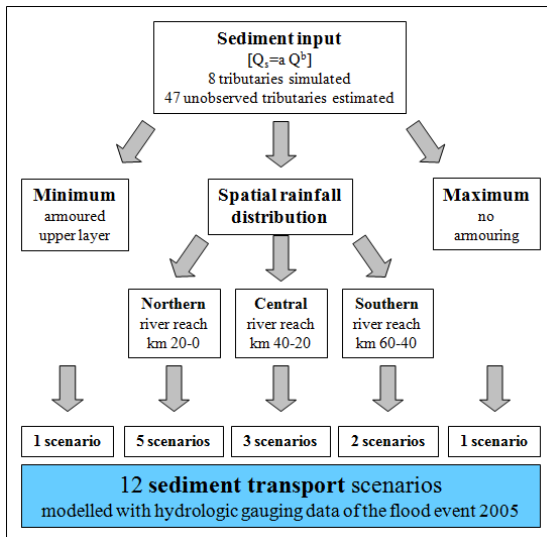 Sediment input
[Qs=a Qb]
8 tributaries simulated
47 unobserved tributaries estimated
Minimum
armoured
upper layer
Spatial rainfall
distribution
Maximum
no
armouring
Northern
river reach
km 20-0
Central
river reach
km 40-20
Southern
river reach
km 60-40
1 scenario
5 scenarios
3 scenarios
2 scenarios
1 scenario
12 sediment transport scenarios
modelled with hydrologic gauging data of the flood event 2005